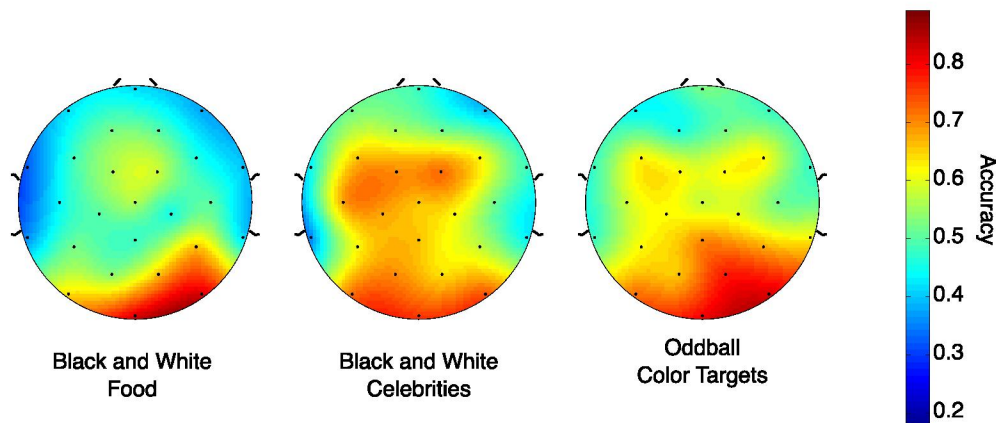 Black and White
Food
Black and White
Celebrities
Oddball
Color Targets
0.8
0.7
0.6
0.5
0.4
0.3
0.2
Accuracy